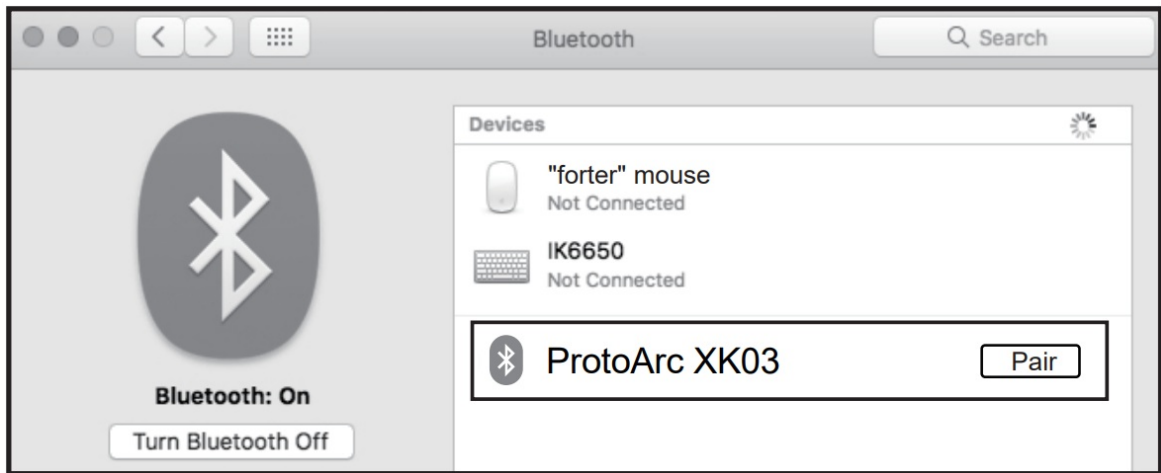 Bluetooth
Search
Devices
"forter" mouse
Not Connected
IK6650
Not Connected
ProtoArc XK03
Pair
Bluetooth: On
Turn Bluetooth Off